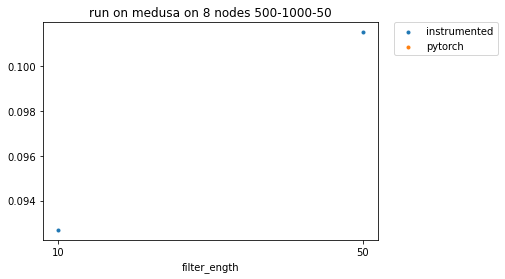 run on medusa on 8 nodes 500-1000-50
instrumented
pytorch
0.100
0.098
0.096
0.094
10
50
filter_ength